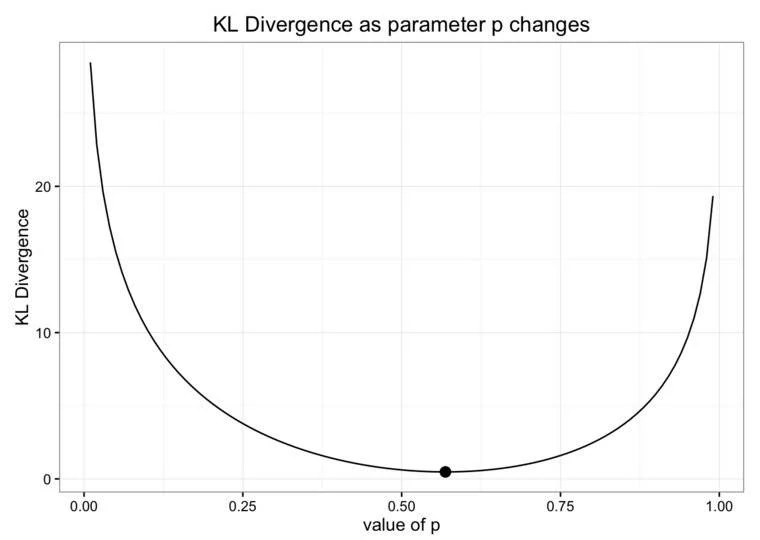 KL Divergence as parameter p changes
KL Divergence
20
10
0
0.00 0.25 0.50 0.75 1.00
value of p